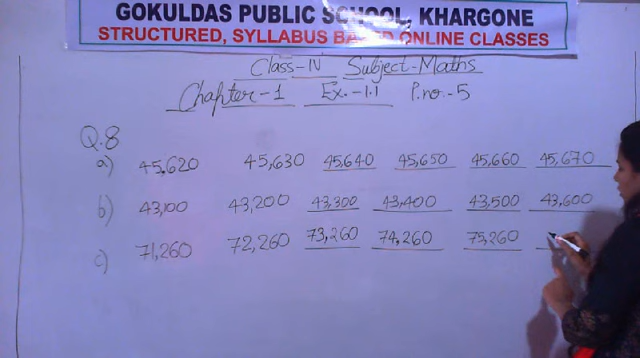 GOKULDAS PUBLIC SCHOOL, KHARGONE
STRUCTURED, SYLLABUS BASED ONLINE CLASSES
Class-IV Subject-Maths
Chapter-1 Ex.-1.1 P.no.-5
Q.8
a) 45,620 45,630 45,640 45,650 45,660 45,670
b) 43,100 43,200 43,300 43,400 43,500 43,600
c) 71,260 72,260 73,260 74,260 75,260